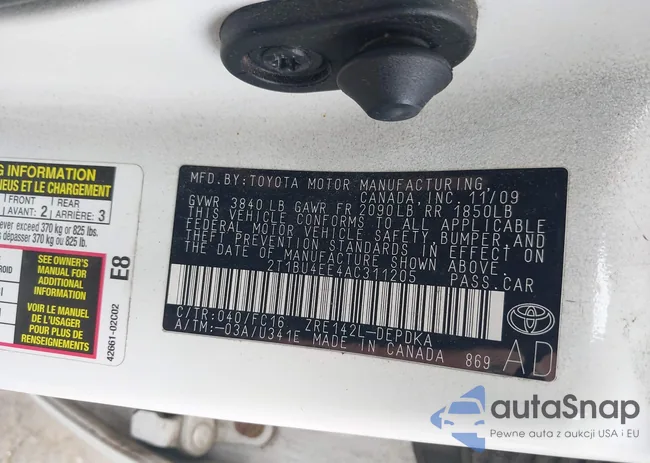 G INFORMATION
NEUS ET LE CHARGEMENT
FRONT REAR
AVANT: 2 ARRIÈRE: 3
never exceed 370 kg or 825 lbs.
dépasser 370 kg ou 825 lb.
SEE OWNER'S
MANUAL FOR
ADDITIONAL
INFORMATION
VOIR LE MANUEL
DE L'USAGER
POUR PLUS DE
RENSEIGNEMENTS
E8
42661-02C02
MFD. BY: TOYOTA MOTOR MANUFACTURING,
CANADA, INC. 11/09
GVWR 3840 LB GAWR FR 2090LB RR 1850LB
THIS VEHICLE CONFORMS TO ALL APPLICABLE
FEDERAL MOTOR VEHICLE SAFETY, BUMPER, AND
THEFT PREVENTION STANDARDS IN EFFECT ON
THE DATE OF MANUFACTURE SHOWN ABOVE.
2T1BU4EE4AC311205 PASS.CAR
C/TR:040/FC16 ZRE142L-DEPDKA
A/TM:-03A/U341E MADE IN CANADA 869
AD
autoSnap
Pewne auta z aukcji USA i EU